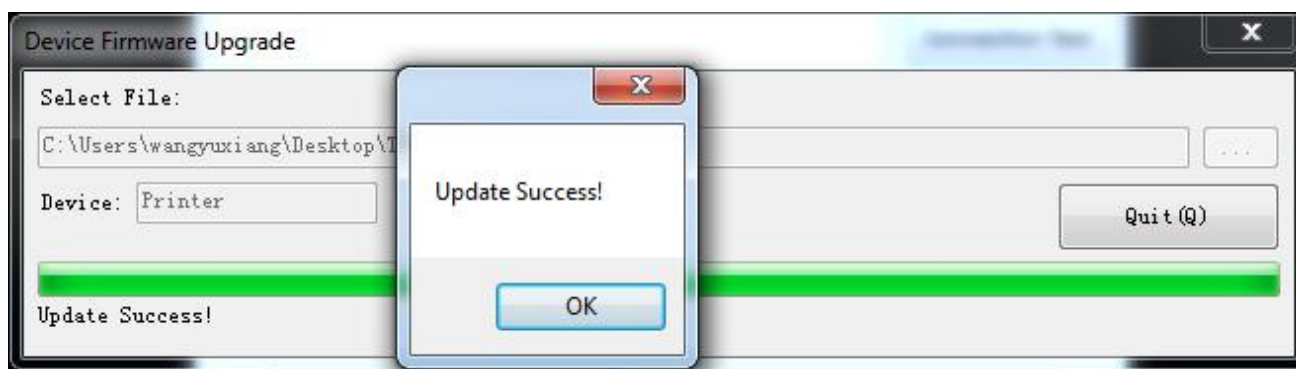 Device Firmware Upgrade
Select File:
C:\Users\wangyuxiang\Desktop\T
...
Device: Printer
Quit(Q)
Update Success!
Update Success!
OK